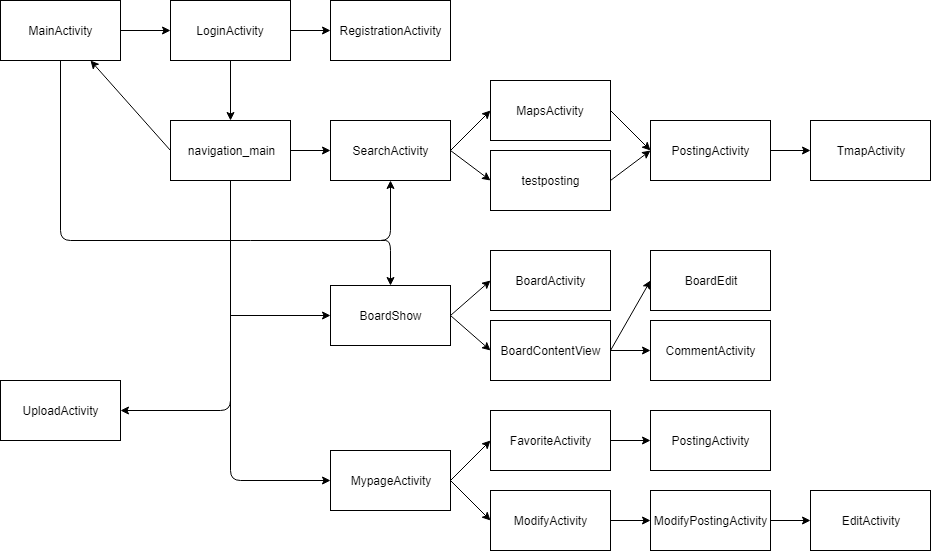 MainActivity
LoginActivity
RegistrationActivity
navigation_main
SearchActivity
MapsActivity
testposting
PostingActivity
TmapActivity
BoardShow
BoardActivity
BoardContentView
BoardEdit
CommentActivity
UploadActivity
MypageActivity
FavoriteActivity
PostingActivity
ModifyActivity
ModifyPostingActivity
EditActivity